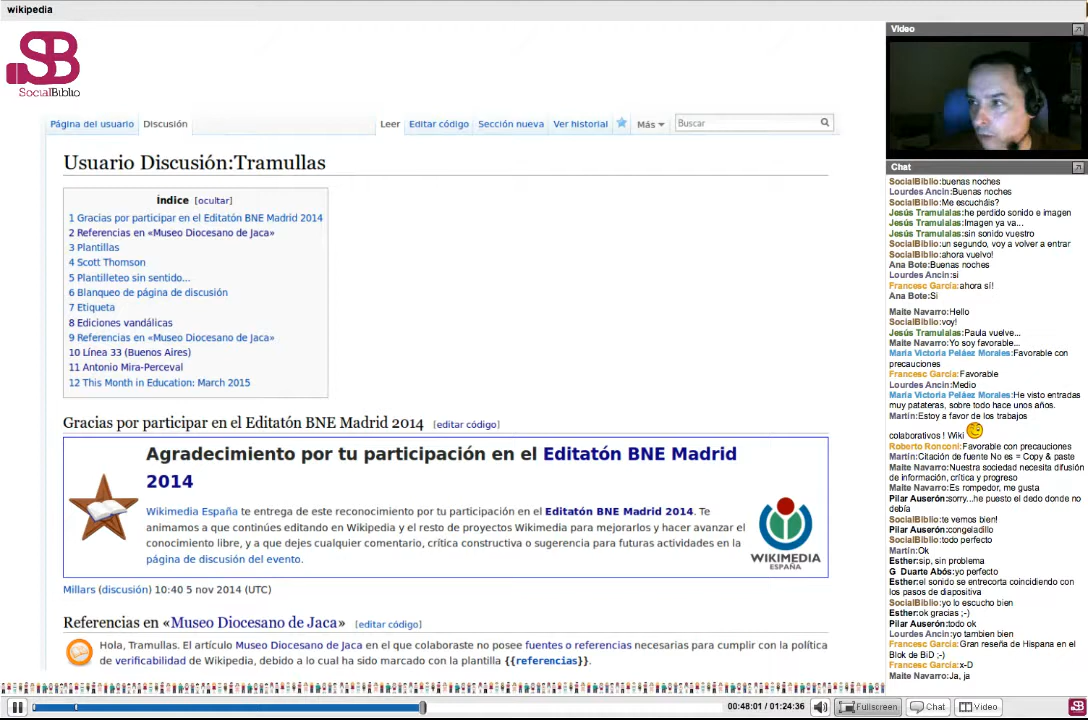 wikipedia
SB
SocialBiblio
Página del usuario Discusión Leer Editar código Sección nueva Ver historial Más Buscar
Usuario Discusión:Tramullas
Índice [ocultar]
1 Gracias por participar en el Editatón BNE Madrid 2014
2 Referencias en «Museo Diocesano de Jaca»
3 Plantillas
4 Scott Thomson
5 Plantilleteo sin sentido...
6 Blanqueo de página de discusión
7 Etiqueta
8 Ediciones vandálicas
9 Referencias en «Museo Diocesano de Jaca»
10 Línea 33 (Buenos Aires)
11 Antonio Mira-Perceval
12 This Month in Education: March 2015
Gracias por participar en el Editatón BNE Madrid 2014 [editar código]
Agradecimiento por tu participación en el Editatón BNE Madrid
2014
Wikimedia España te entrega de este reconocimiento por tu participación en el Editatón BNE Madrid 2014. Te
animamos a que continúes editando en Wikipedia y el resto de proyectos Wikimedia para mejorarlos y hacer avanzar el
conocimiento libre, y a que dejes cualquier comentario, crítica constructiva o sugerencia para futuras actividades en la
página de discusión del evento.
WIKIMEDIA
ESPAÑA
Millars (discusión) 10:40 5 nov 2014 (UTC)
Referencias en «Museo Diocesano de Jaca» [editar código]
Hola, Tramullas. El artículo Museo Diocesano de Jaca en el que colaboraste no posee fuentes o referencias necesarias para cumplir con la política
de verificabilidad de Wikipedia, debido a lo cual ha sido marcado con la plantilla {{referencias}}.
Video
Chat
SocialBiblio:buenas noches
Lourdes Ancin:Buenas noches
SocialBiblio:Me escucháis?
Jesús Tramulalas:he perdido sonido e imagen
Jesús Tramulalas:Imagen ya va...
Jesús Tramulalas:sin sonido vuestro
SocialBiblio:un segundo, voy a volver a entrar
SocialBiblio:ahora vuelvo!
Ana Bote:Buenas noches
Lourdes Ancin:si
Francesc García:ahora sí!
Ana Bote:Si
Maite Navarro:Hello
SocialBiblio:voy!
Jesús Tramulalas:Paula vuelve...
Maite Navarro:Yo soy favorable...
María Victoria Peláez Morales:Favorable con
precauciones
Francesc García:Favorable
Lourdes Ancin:Medio
María Victoria Peláez Morales:He visto entradas
muy patateras, sobre todo hace unos años.
Martín:Estoy a favor de los trabajos
colaborativos ! Wiki
Roberto Ronconi:Favorable con precauciones
Martín:Citación de fuente No es = Copy & paste
Maite Navarro:Nuestra sociedad necesita difusión
de información, crítica y progreso
Maite Navarro:Es rompedor, me gusta
Pilar Auserón:sorry...he puesto el dedo donde no
debía
SocialBiblio:te vemos bien!
Pilar Auserón:congeladillo
SocialBiblio:todo perfecto
Martín:Ok
Esther:sip, sin problema
G Duarte Abós:yo perfecto
Esther:el sonido se entrecorta coincidiendo con
los pasos de diapositiva
SocialBiblio:yo lo escucho bien
Esther:ok gracias ;-)
Pilar Auserón:todo ok
Lourdes Ancin:yo tambien bien
Francesc García:Gran reseña de Hispana en el
Blok de BiD ;-)
Francesc García:x-D
Maite Navarro:Ja, ja
00:48:01 / 01:24:36 Fullscreen Chat Video SB